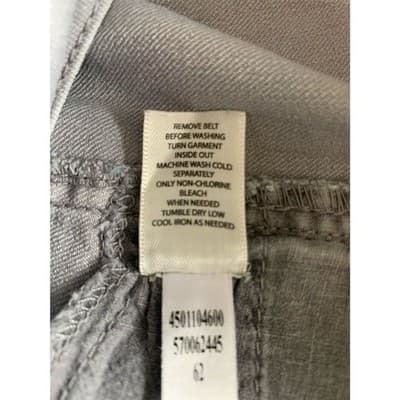 REMOVE BELT
BEFORE WASHING
TURN GARMENT
INSIDE OUT
MACHINE WASH COLD
SEPARATELY
ONLY NON-CHLORINE
BLEACH
WHEN NEEDED
TUMBLE DRY LOW
COOL IRON AS NEEDED
4501104600
570062445
62